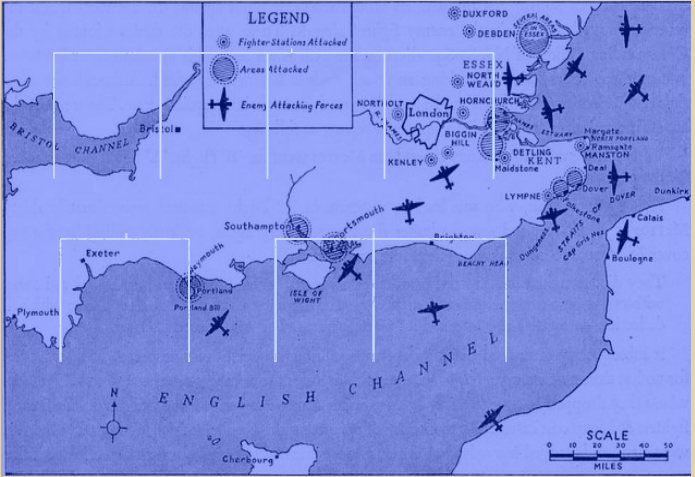 LEGEND
Fighter Stations Attacked
Areas Attacked
Enemy Attacking Forces
DUXFORD
DEBDEN
SEVERAL AREAS
IN
ESSEX
ESSEX
NORTH
WEALD
NORTHOLT
London
HORNCHURCH
R. THAMES
THAMES ESTUARY
BIGGIN
HILL
KENLEY
Maidstone
DETLING
KENT
Margate
NORTH FORELAND
Ramsgate
MANSTON
Deal
Dover
LYMPNE
Folkestone
Dungeness
STRAITS OF DOVER
Cap Gris Nez
Dunkirk
Calais
Boulogne
BRISTOL CHANNEL
Bristol
Southampton
Portsmouth
Brighton
BEACHY HEAD
ISLE OF
WIGHT
Exeter
Weymouth
Portland
Portland Bill
Plymouth
ENGLISH CHANNEL
N
Cherbourg
SCALE
0 10 20 30 40 50
MILES